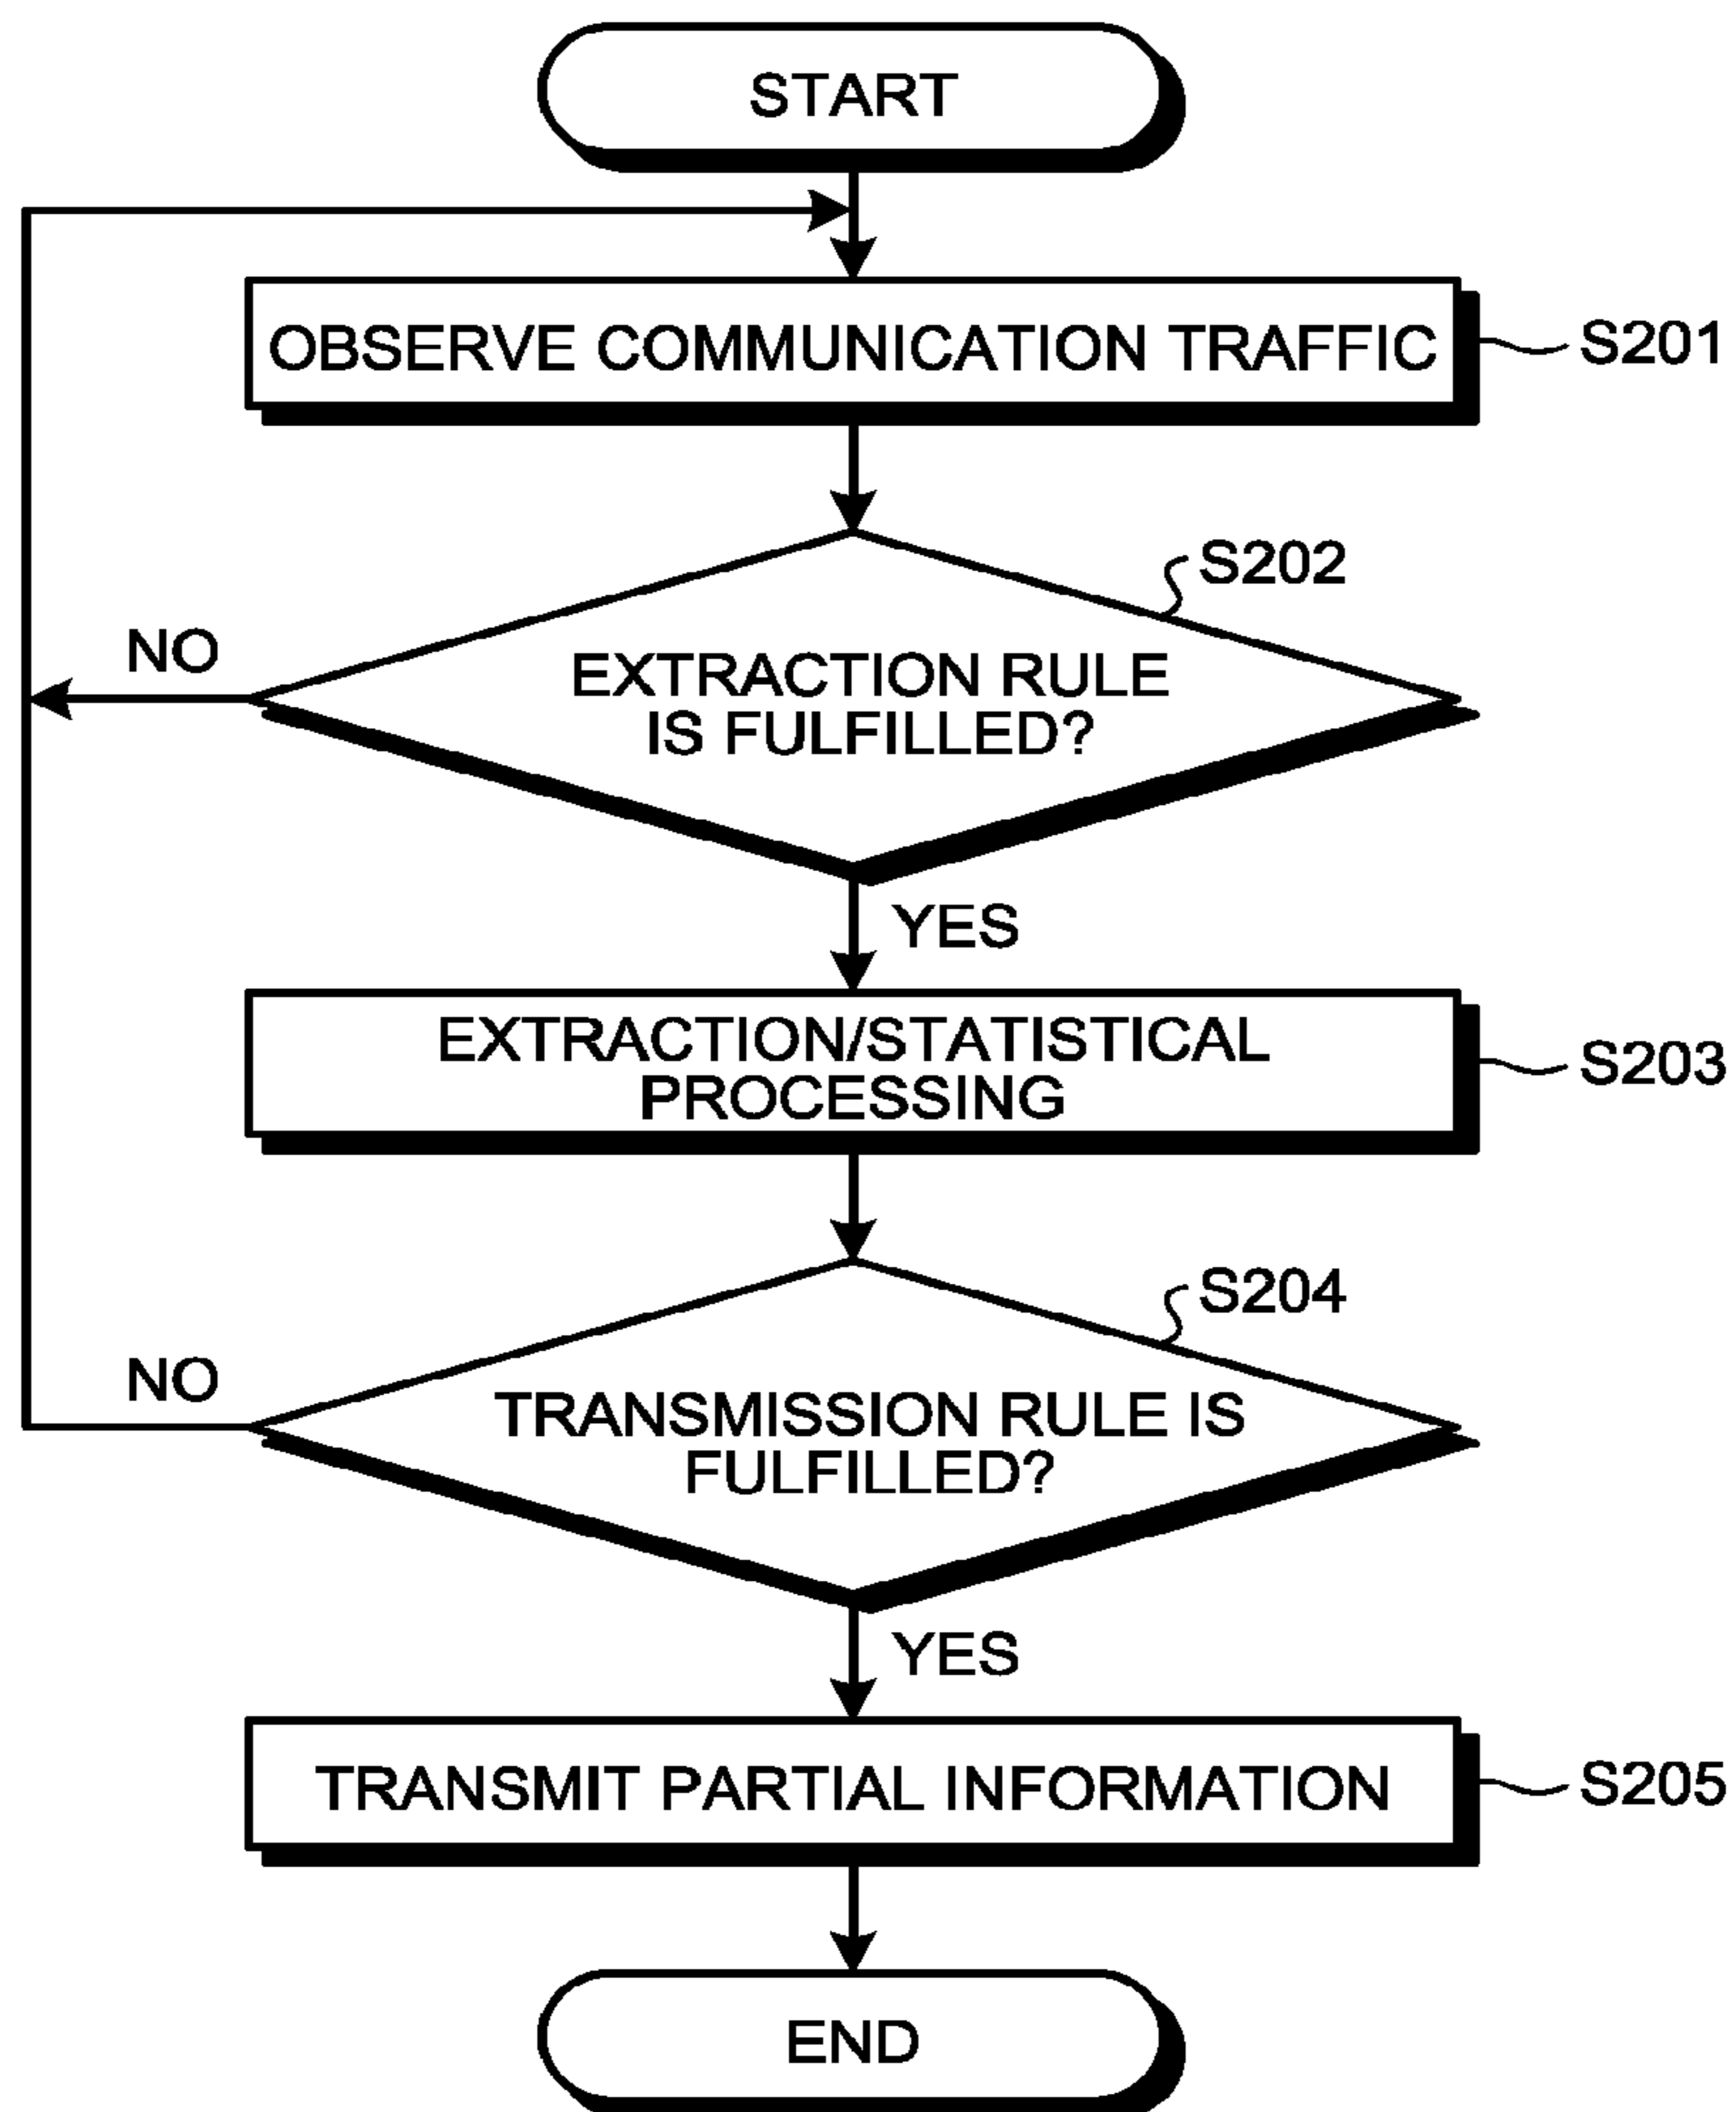 START
OBSERVE COMMUNICATION TRAFFIC
S201
S202
NO
EXTRACTION RULE
IS FULFILLED?
YES
EXTRACTION/STATISTICAL
PROCESSING
S203
S204
NO
TRANSMISSION RULE IS
FULFILLED?
YES
TRANSMIT PARTIAL INFORMATION
S205
END